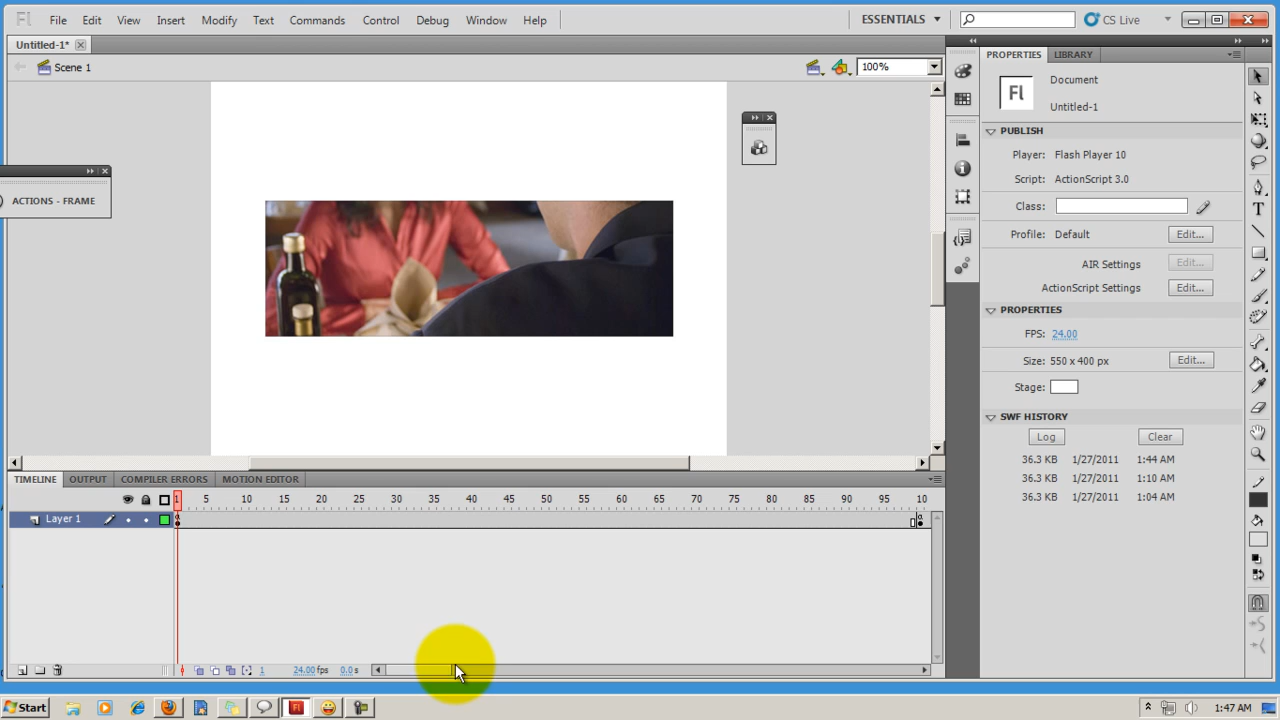 Fl File Edit View Insert Modify Text Commands Control Debug Window Help ESSENTIALS CS Live
Untitled-1*
Scene 1 100%
PROPERTIES LIBRARY
Fl Document
Untitled-1
PUBLISH
Player: Flash Player 10
Script: ActionScript 3.0
Class:
Profile: Default Edit...
AIR Settings Edit...
ActionScript Settings Edit...
PROPERTIES
FPS: 24.00
Size: 550 x 400 px Edit...
Stage:
SWF HISTORY
Log Clear
36.3 KB 1/27/2011 1:44 AM
36.3 KB 1/27/2011 1:10 AM
36.3 KB 1/27/2011 1:04 AM
ACTIONS - FRAME
TIMELINE OUTPUT COMPILER ERRORS MOTION EDITOR
1 5 10 15 20 25 30 35 40 45 50 55 60 65 70 75 80 85 90 95 10
Layer 1
1 24.00fps 0.0s
Start 1:47 AM